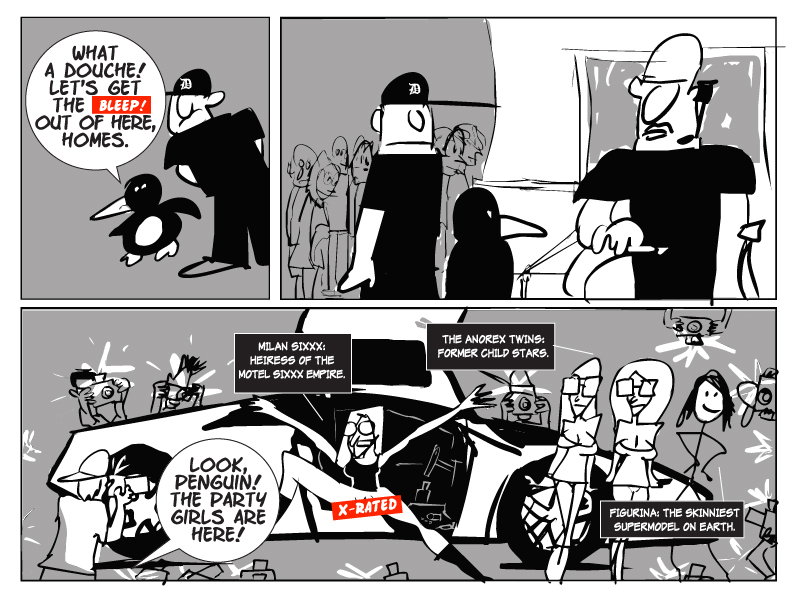 WHAT
A DOUCHE!
LET'S GET
THE BLEEP!
OUT OF HERE,
HOMES.
D
D
MILAN SIXXX:
HEIRESS OF THE
MOTEL SIXXX EMPIRE.
THE ANOREX TWINS:
FORMER CHILD STARS.
LOOK,
PENGUIN!
THE PARTY
GIRLS ARE
HERE!
X-RATED
FIGURINA: THE SKINNIEST
SUPERMODEL ON EARTH.